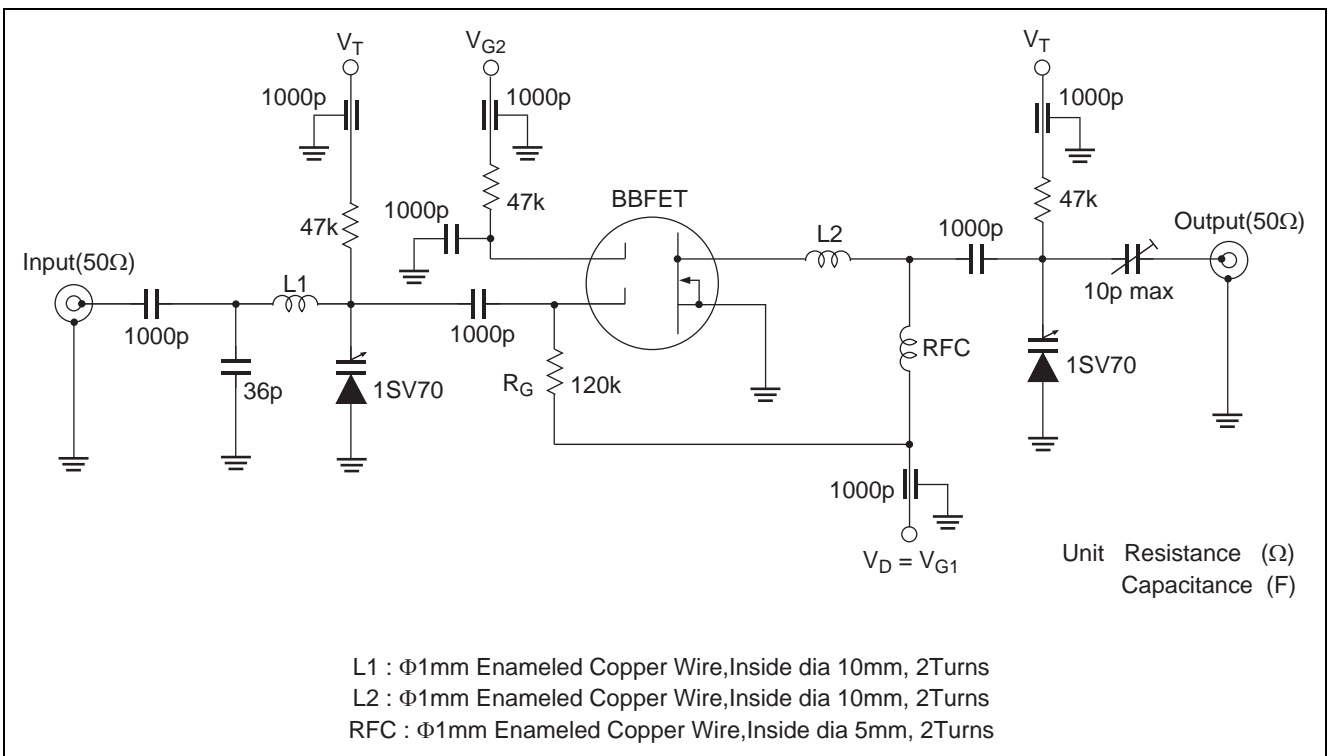 V_T
V_G2
V_T
1000p
1000p
1000p
47k
47k
47k
1000p
BBFET
L2
1000p
Output(50Ω)
Input(50Ω)
L1
10p max
1000p
1000p
RFC
36p
1SV70
R_G
120k
1SV70
1000p
V_D = V_G1
Unit Resistance (Ω)
Capacitance (F)
L1 : Φ1mm Enameled Copper Wire,Inside dia 10mm, 2Turns
L2 : Φ1mm Enameled Copper Wire,Inside dia 10mm, 2Turns
RFC : Φ1mm Enameled Copper Wire,Inside dia 5mm, 2Turns